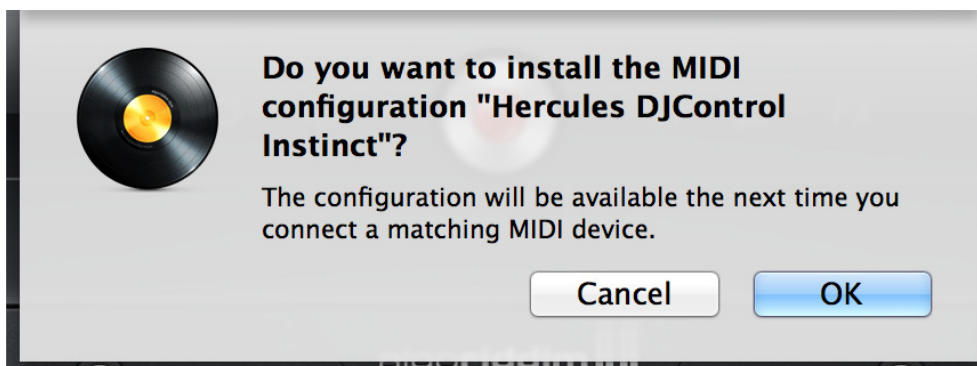 Do you want to install the MIDI
configuration "Hercules DJControl
Instinct"?
The configuration will be available the next time you
connect a matching MIDI device.
Cancel
OK